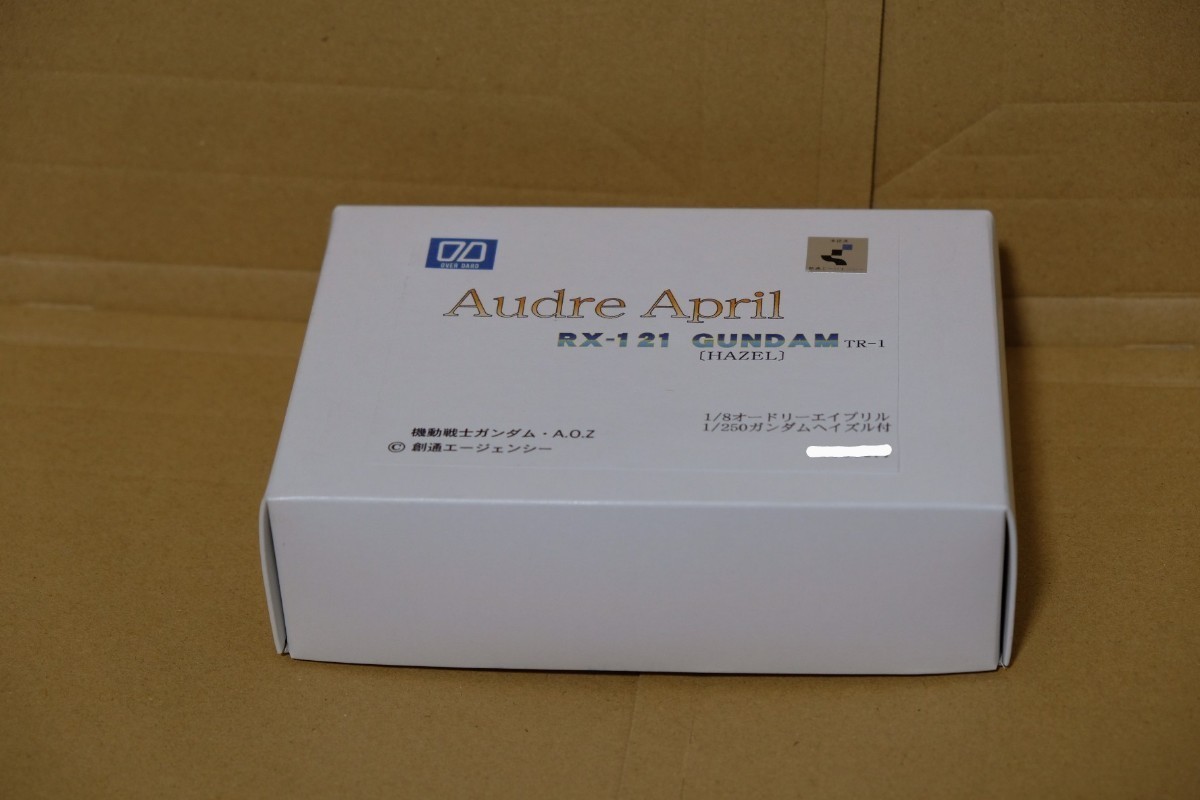 OVER DARD
Audre April
RX-121 GUNDAM TR-1
[HAZEL]
1/8オードリーエイプリル
1/250ガンダムヘイズル付
機動戦士ガンダム・A.O.Z
© 創通エージェンシー